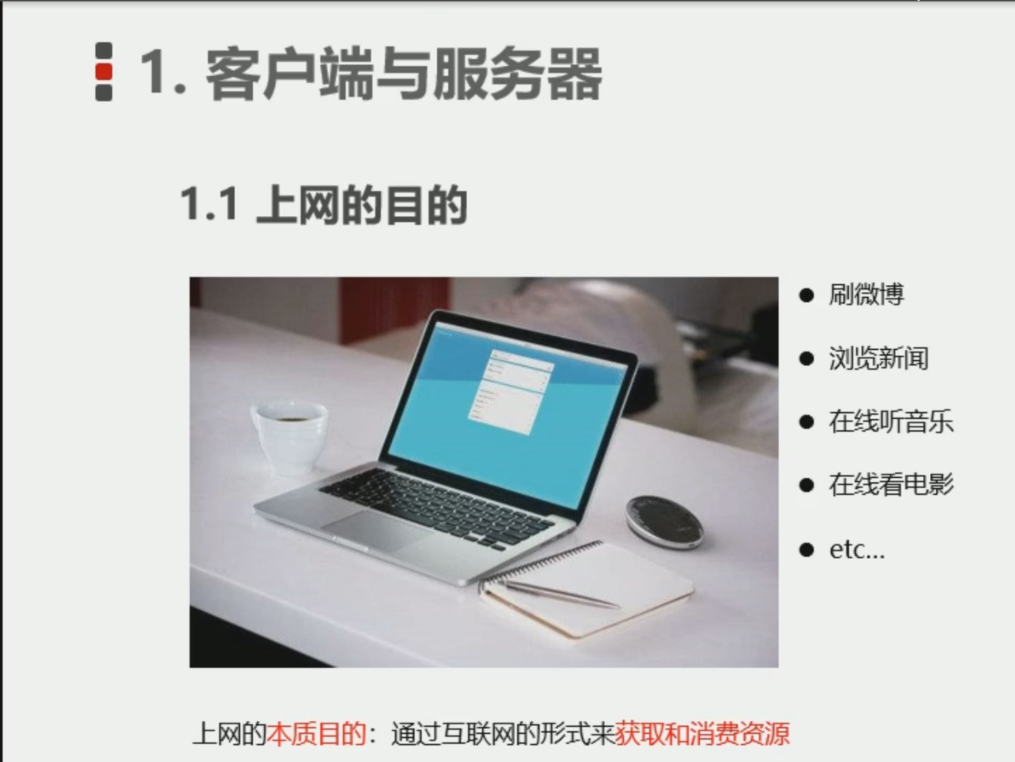 1. 客户端与服务器
1.1 上网的目的
● 刷微博
● 浏览新闻
● 在线听音乐
● 在线看电影
● etc...
上网的本质目的：通过互联网的形式来获取和消费资源